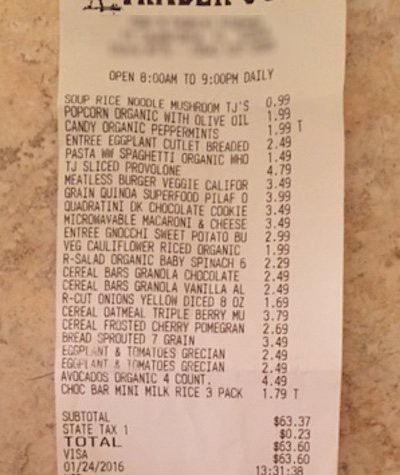 OPEN 8:00AM TO 9:00PM DAILY
SOUP RICE NOODLE MUSHROOM TJ'S 0.99
POPCORN ORGANIC WITH OLIVE OIL 1.99
CANDY ORGANIC PEPPERMINTS 1.99 T
ENTREE EGGPLANT CUTLET BREADED 2.49
PASTA WW SPAGHETTI ORGANIC WHO 1.49
TJ SLICED PROVOLONE 4.79
MEATLESS BURGER VEGGIE CALIFOR 3.49
GRAIN QUINOA SUPERFOOD PILAF O 3.99
QUADRATINI DK CHOCOLATE COOKIE 3.49
MICROWAVABLE MACARONI & CHEESE 3.49
ENTREE GNOCCHI SWEET POTATO BU 2.99
VEG CAULIFLOWER RICED ORGANIC 1.99
R-SALAD ORGANIC BABY SPINACH 6 2.29
CEREAL BARS GRANOLA CHOCOLATE 2.49
CEREAL BARS GRANOLA VANILLA AL 2.49
R-CUT ONIONS YELLOW DICED 8 OZ 1.69
CEREAL OATMEAL TRIPLE BERRY MU 3.79
CEREAL FROSTED CHERRY POMEGRAN 2.69
BREAD SPROUTED 7 GRAIN 3.49
EGGPLANT & TOMATOES GRECIAN 2.49
EGGPLANT & TOMATOES GRECIAN 2.49
AVOCADOS ORGANIC 4 COUNT. 4.49
CHOC BAR MINI MILK RICE 3 PACK 1.79 T
SUBTOTAL $63.37
STATE TAX 1 $0.23
TOTAL $63.60
VISA $63.60
01/24/2016 13:31:38